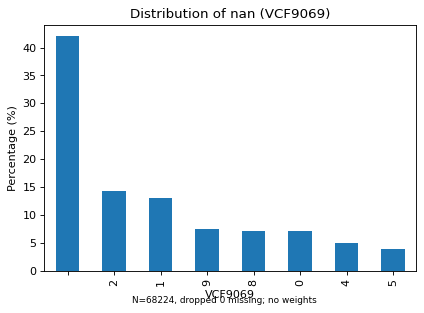 Distribution of nan (VCF9069)
Percentage (%)
40
35
30
25
20
15
10
5
0
2 1 9 8 0 4 5
VCF9069
N=68224, dropped 0 missing; no weights